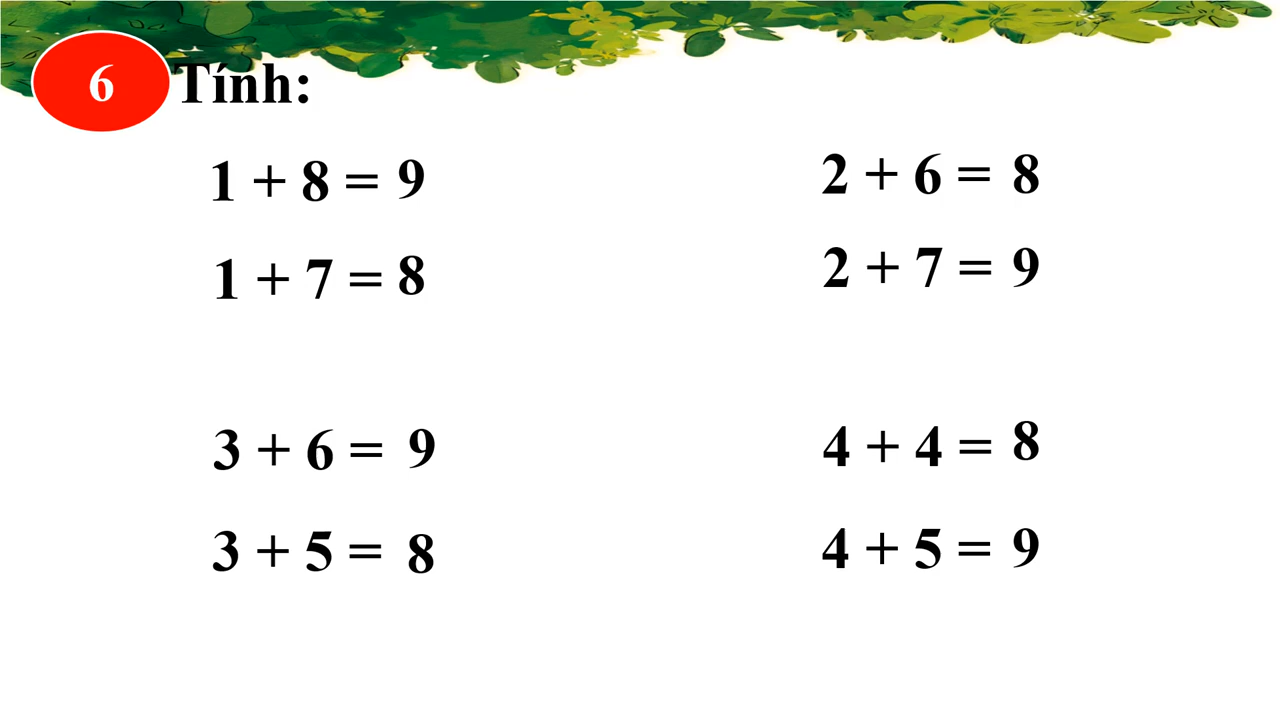 6 Tính:
1 + 8 = 9
1 + 7 = 8
2 + 6 = 8
2 + 7 = 9
3 + 6 = 9
3 + 5 = 8
4 + 4 = 8
4 + 5 = 9